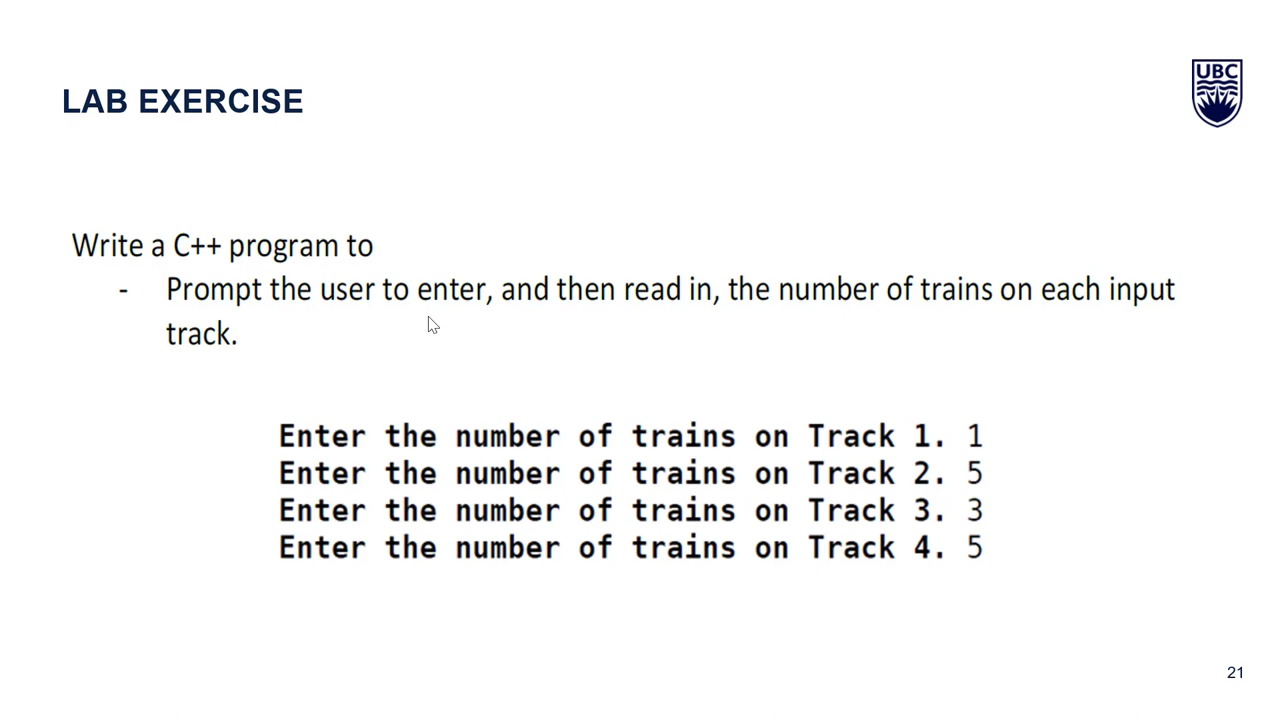 UBC
LAB EXERCISE
Write a C++ program to
- Prompt the user to enter, and then read in, the number of trains on each input
track.
Enter the number of trains on Track 1. 1
Enter the number of trains on Track 2. 5
Enter the number of trains on Track 3. 3
Enter the number of trains on Track 4. 5
21